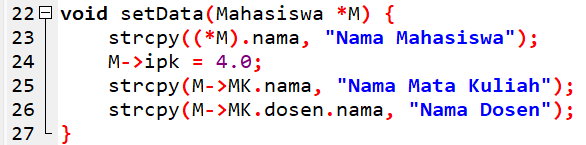 22 void setData(Mahasiswa *M) {
23 strcpy((*M).nama, "Nama Mahasiswa");
24 M->ipk = 4.0;
25 strcpy(M->MK.nama, "Nama Mata Kuliah");
26 strcpy(M->MK.dosen.nama, "Nama Dosen");
27 }